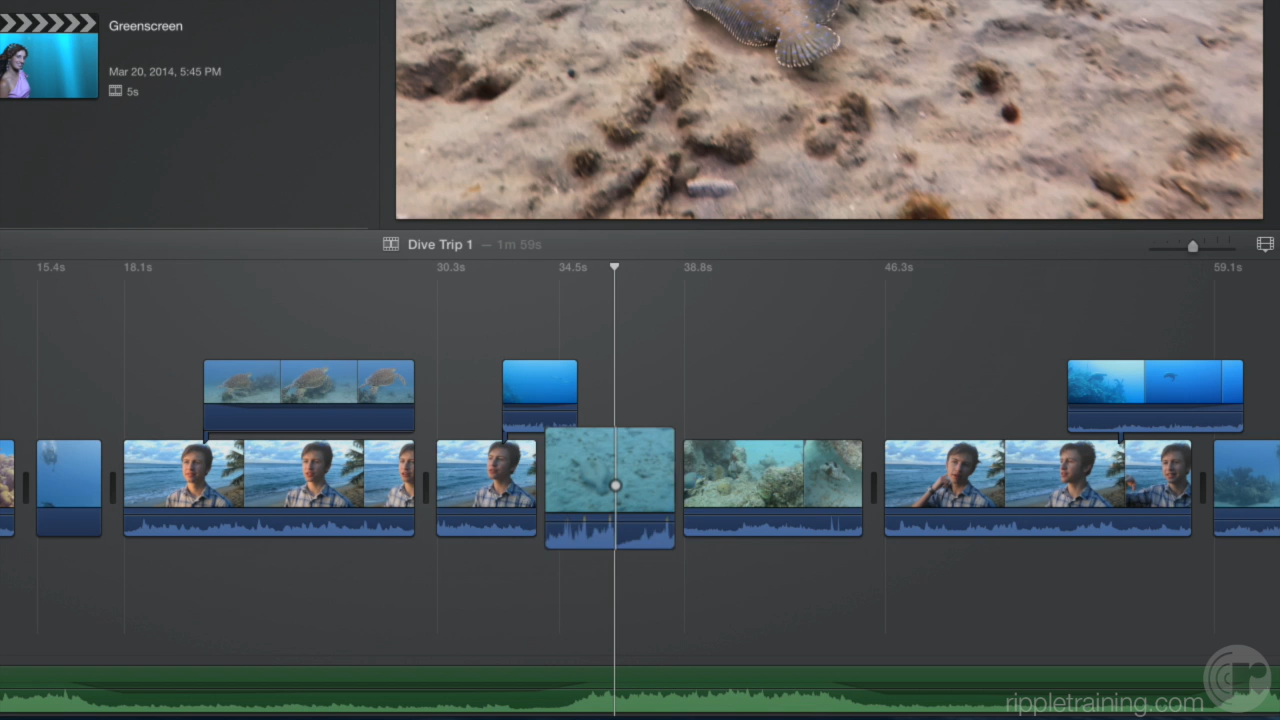 Greenscreen
Mar 20, 2014, 5:45 PM
5s
Dive Trip 1 — 1m 59s
15.4s 18.1s 30.3s 34.5s 38.8s 46.3s 59.1s
rippletraining.com